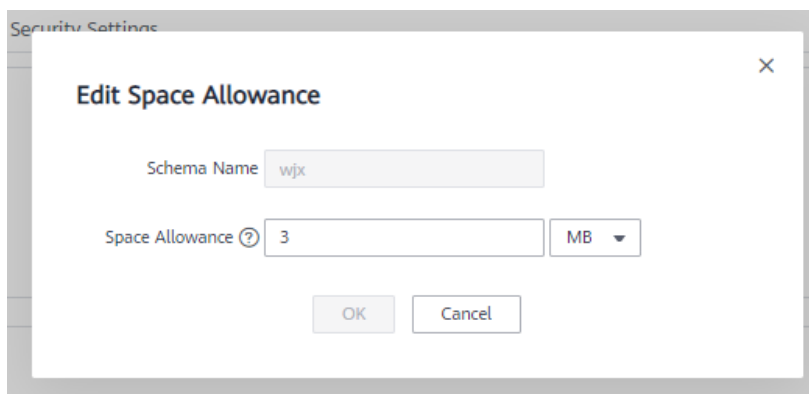 Security Settings
Edit Space Allowance
Schema Name wjx
Space Allowance ? 3 MB
OK Cancel